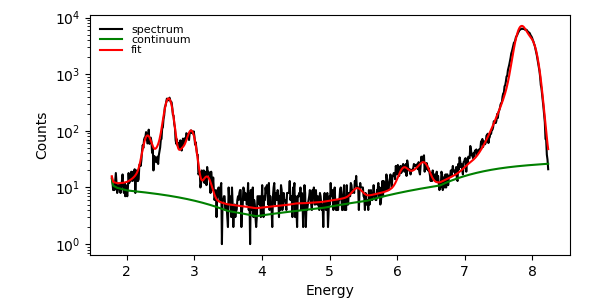 10⁴
10³
10²
10¹
10⁰
Counts
spectrum
continuum
fit
2 3 4 5 6 7 8
Energy